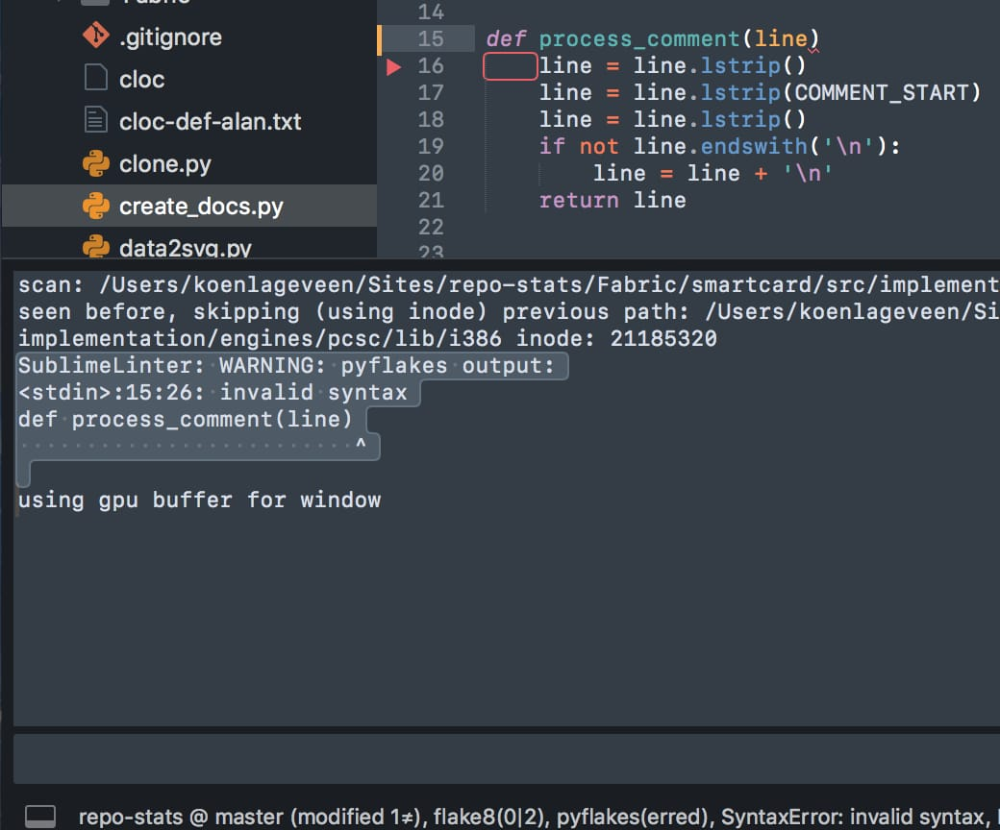 Fabric
.gitignore
cloc
cloc-def-alan.txt
clone.py
create_docs.py
data2svg.py
14
15 def process_comment(line)
16 line = line.lstrip()
17 line = line.lstrip(COMMENT_START)
18 line = line.lstrip()
19 if not line.endswith('\n'):
20 line = line + '\n'
21 return line
22
23
scan: /Users/koenlageveen/Sites/repo-stats/Fabric/smartcard/src/implement
seen before, skipping (using inode) previous path: /Users/koenlageveen/Si
implementation/engines/pcsc/lib/i386 inode: 21185320
SublimeLinter: WARNING: pyflakes output:
<stdin>:15:26: invalid syntax
def process_comment(line)
^
using gpu buffer for window
repo-stats @ master (modified 1≠), flake8(0|2), pyflakes(erred), SyntaxError: invalid syntax,